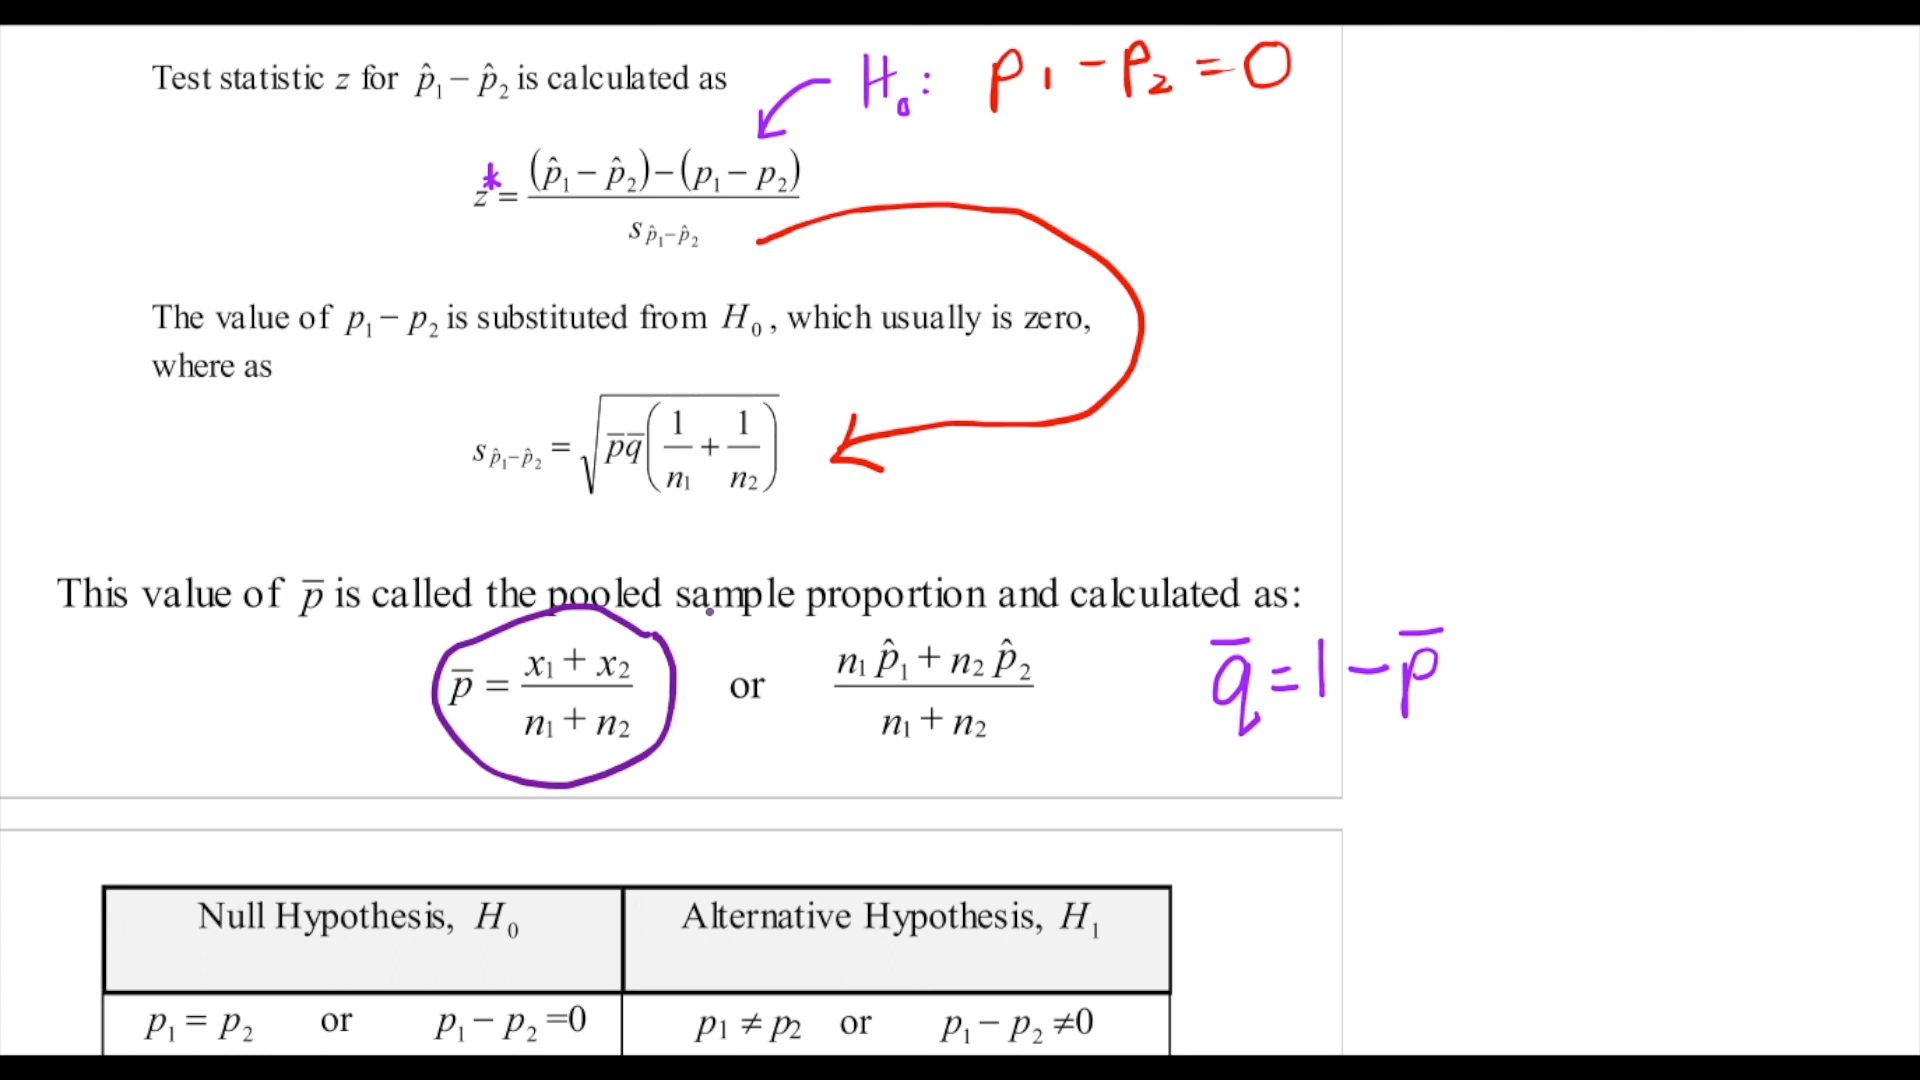 Test statistic z for p̂₁ − p̂₂ is calculated as
H₀: p₁ − p₂ = 0
z* = (p̂₁ − p̂₂) − (p₁ − p₂) / s p̂₁−p̂₂
The value of p₁ − p₂ is substituted from H₀, which usually is zero,
where as
s p̂₁−p̂₂ = √(p̅q̅(1/n₁ + 1/n₂))
This value of p̅ is called the pooled sample proportion and calculated as:
p̅ = (x₁ + x₂)/(n₁ + n₂) or (n₁p̂₁ + n₂p̂₂)/(n₁ + n₂) q̅ = 1 − p̅
Null Hypothesis, H₀ Alternative Hypothesis, H₁
p₁ = p₂ or p₁ − p₂ =0 p₁ ≠ p₂ or p₁ − p₂ ≠0